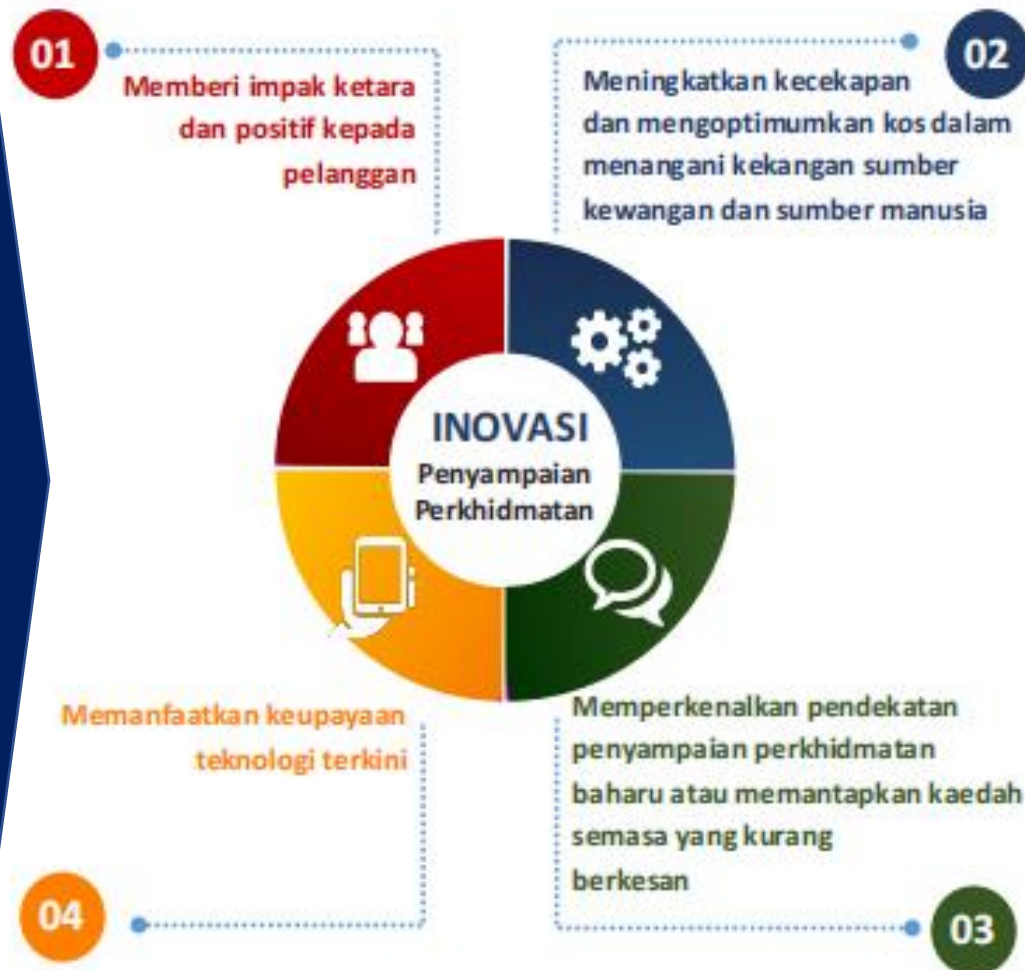 01
Memberi impak ketara
dan positif kepada
pelanggan
02
Meningkatkan kecekapan
dan mengoptimumkan kos dalam
menangani kekangan sumber
kewangan dan sumber manusia
INOVASI
Penyampaian
Perkhidmatan
Memanfaatkan keupayaan
teknologi terkini
04
Memperkenalkan pendekatan
penyampaian perkhidmatan
baharu atau memantapkan kaedah
semasa yang kurang
berkesan
03